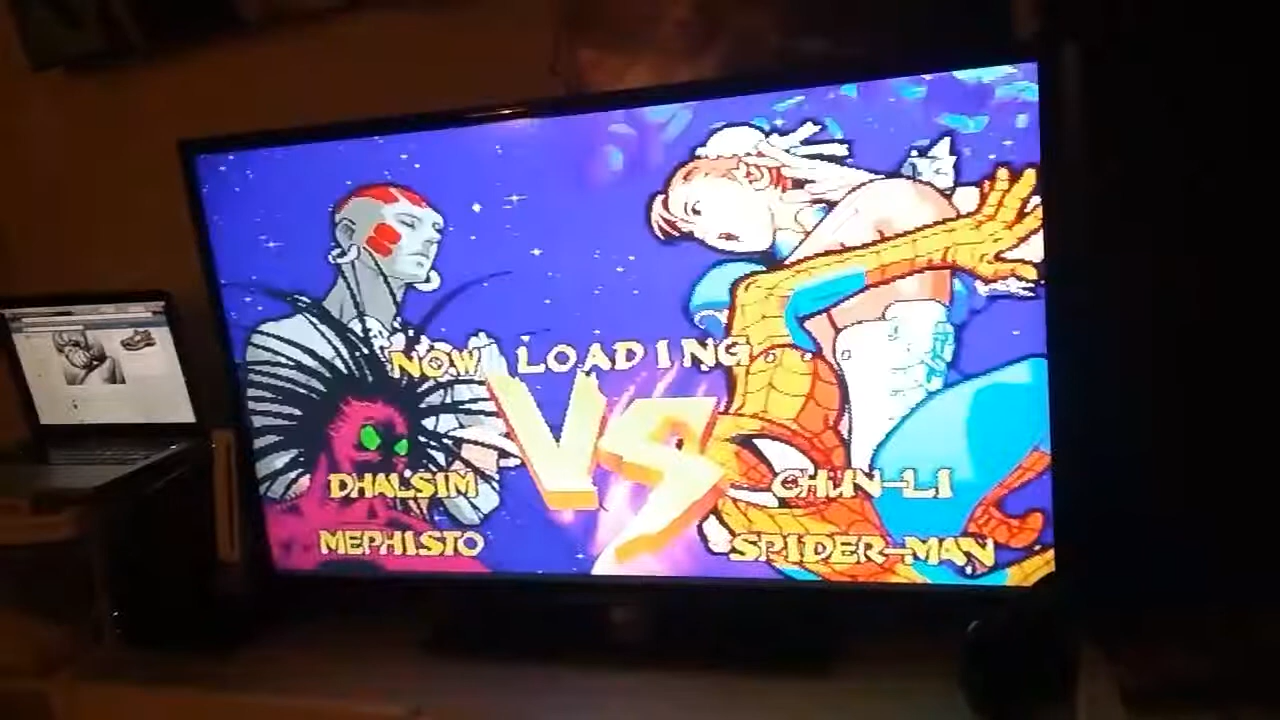 NOW LOADING...
VS
DHALSIM
MEPHISTO
CHUN-LI
SPIDER-MAN